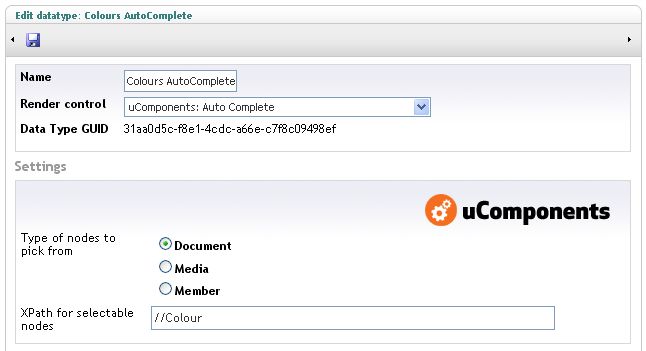 Edit datatype: Colours AutoComplete
Name
Colours AutoComplete
Render control
uComponents: Auto Complete
Data Type GUID
31aa0d5c-f8e1-4cdc-a66e-c7f8c09498ef
Settings
uComponents
Type of nodes to
pick from
Document
Media
Member
XPath for selectable
nodes
//Colour